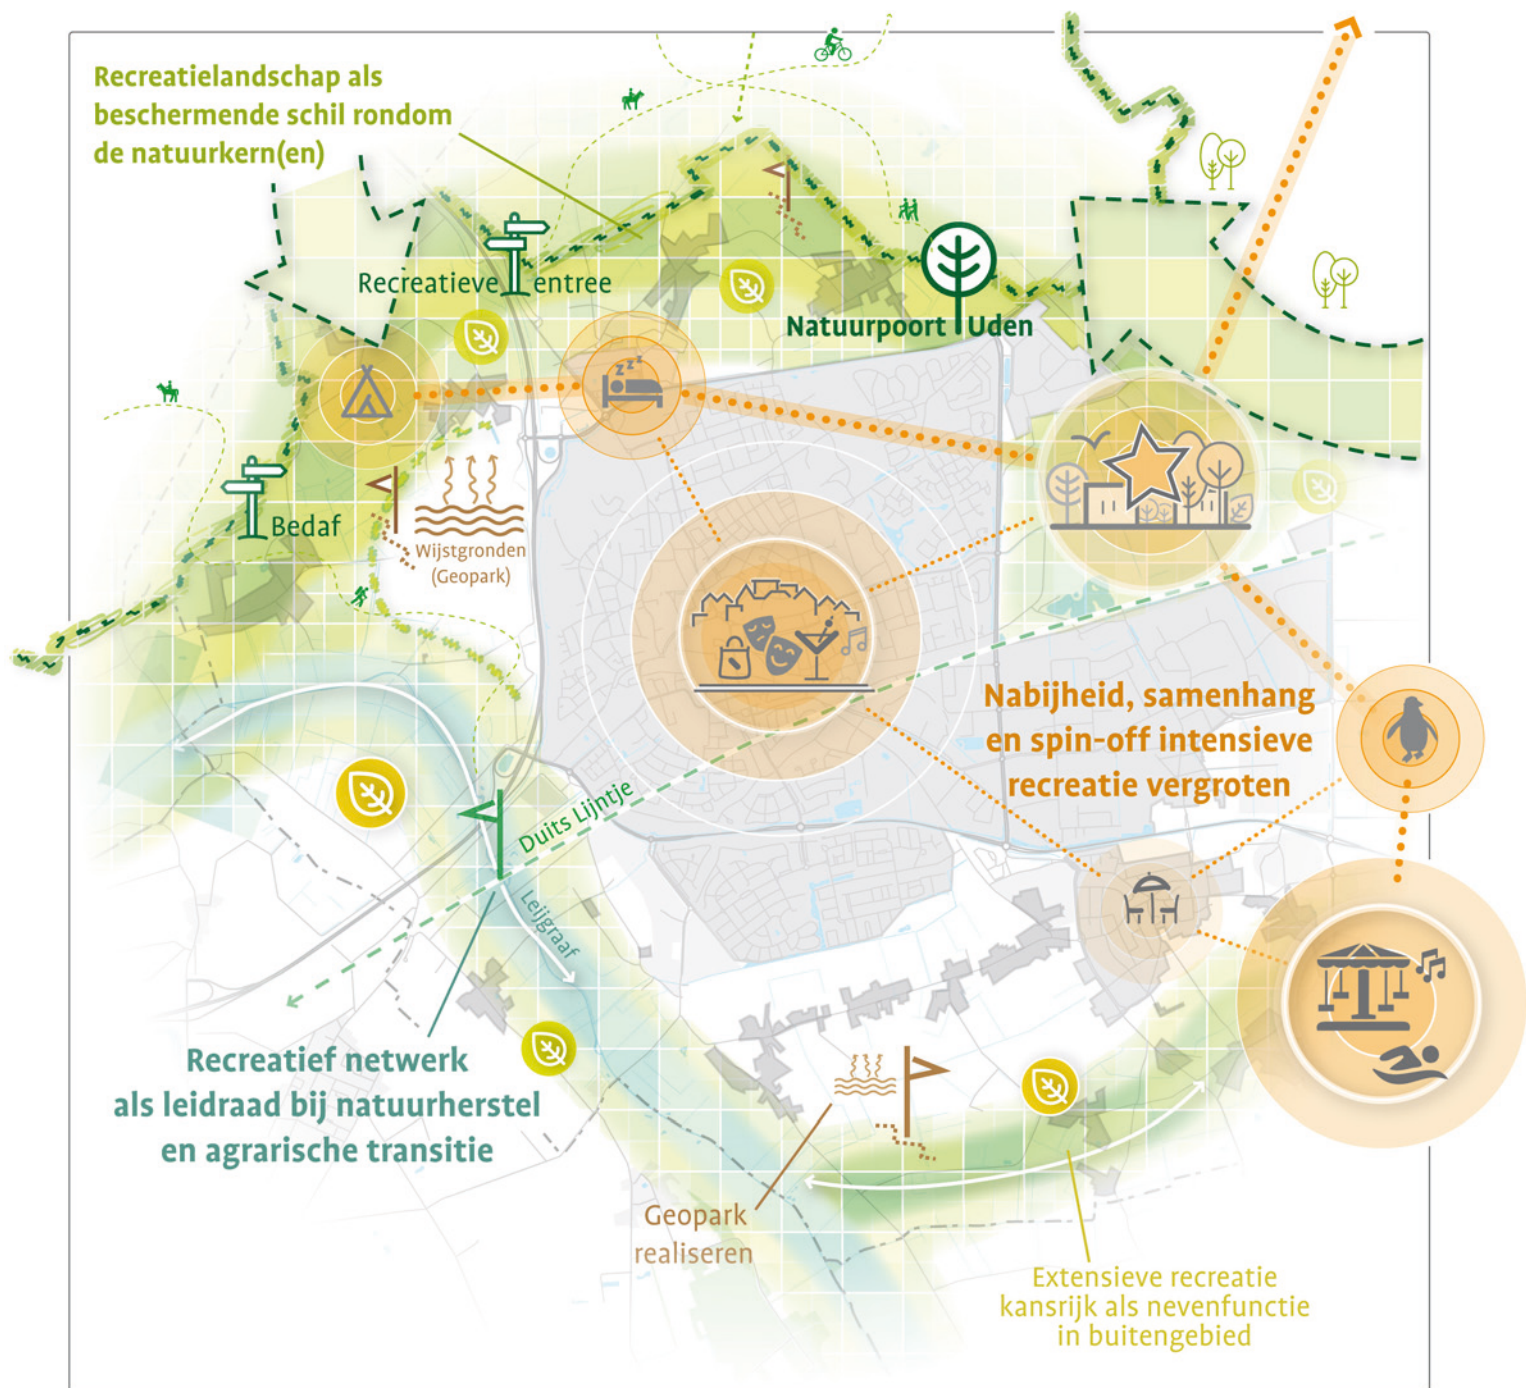 Recreatielandschap als
beschermende schil rondom
de natuurkern(en)
Recreatieve entree
Natuurpoort Uden
zzz
Bedaf
Wijstgronden
(Geopark)
Nabijheid, samenhang
en spin-off intensieve
recreatie vergroten
Duits Lijntje
Leijgraaf
Recreatief netwerk
als leidraad bij natuurherstel
en agrarische transitie
Geopark
realiseren
Extensieve recreatie
kansrijk als nevenfunctie
in buitengebied